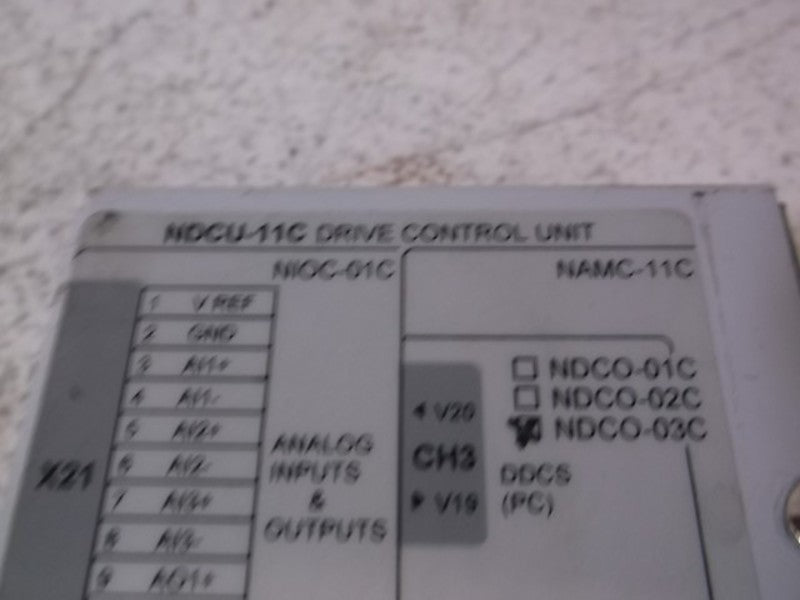 NDCU-11C DRIVE CONTROL UNIT
NIOC-01C
NAMC-11C
X21
1 V REF
2 GND
3 AI1+
4 AI1-
5 AI2+
6 AI2-
7 AI3+
8 AI3-
9 AO1+
ANALOG
INPUTS
&
OUTPUTS
V20
CH3
V19
NDCO-01C
NDCO-02C
NDCO-03C
DDCS
(PC)